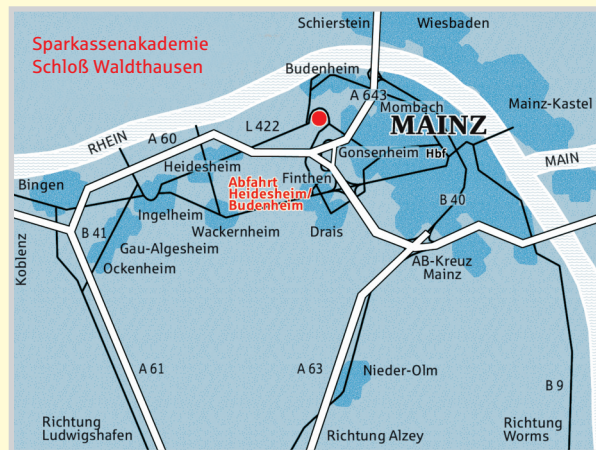 Sparkassenakademie
Schloß Waldthausen
Schierstein
Wiesbaden
Budenheim
A 643
Mombach
Mainz-Kastel
MAINZ
L 422
RHEIN
A 60
Gonsenheim
Hbf
MAIN
Heidesheim
Finthen
Bingen
Abfahrt
Heidesheim/
Budenheim
B 40
Ingelheim
Wackernheim
Drais
B 41
Gau-Algesheim
Koblenz
Ockenheim
AB-Kreuz
Mainz
A 61
A 63
Nieder-Olm
B 9
Richtung
Ludwigshafen
Richtung Alzey
Richtung
Worms